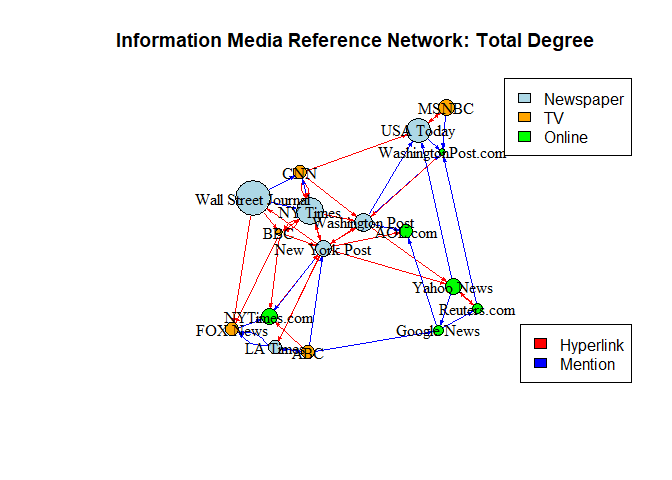 Information Media Reference Network: Total Degree
Newspaper
TV
Online
MSNBC
USA Today
WashingtonPost.com
CNN
Wall Street Journal
NY Times
Washington Post
BBC
AOL.com
New York Post
Yahoo News
Reuters.com
NYTimes.com
FOX News
Google News
LA Times
ABC
Hyperlink
Mention